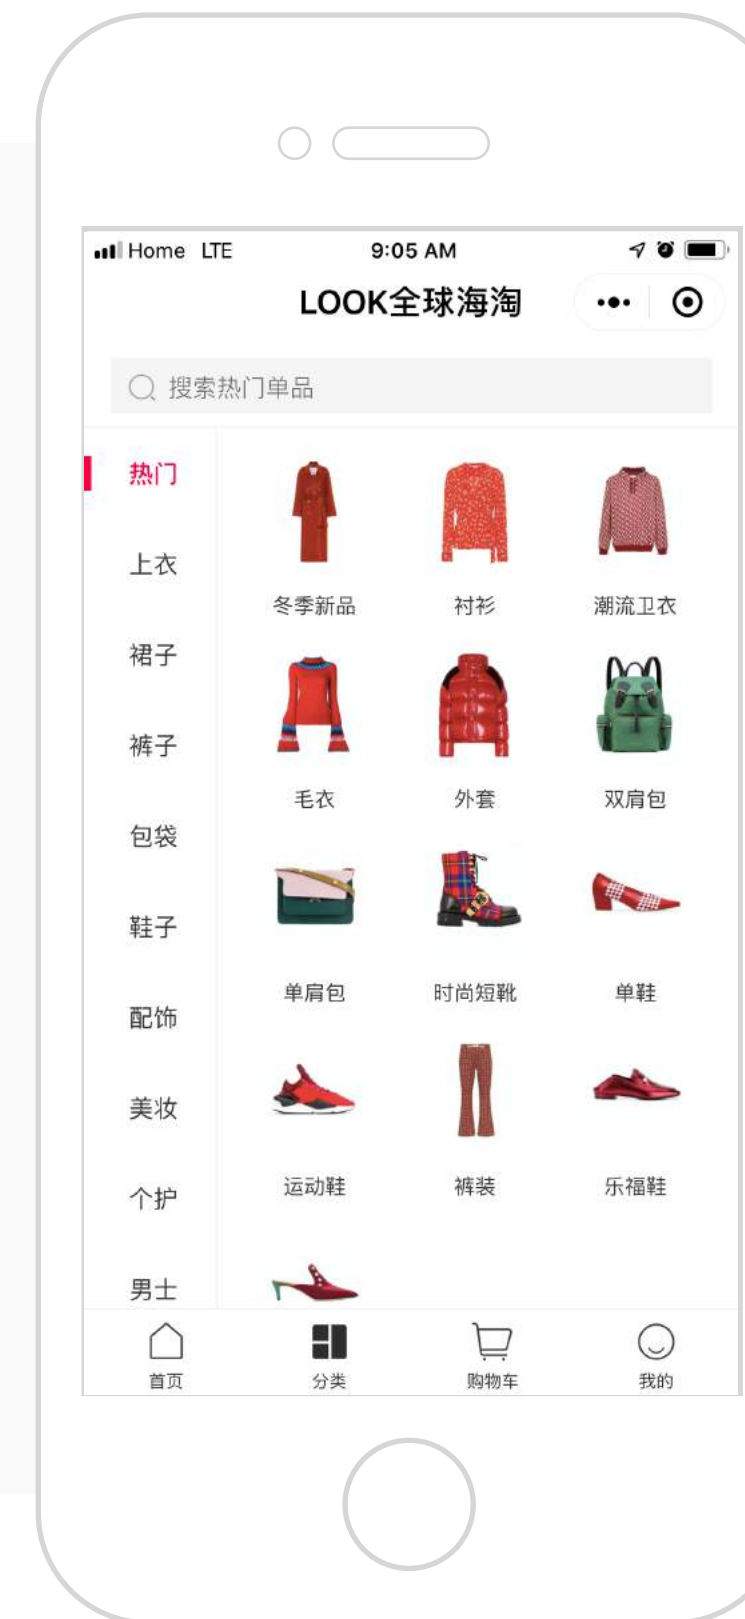 Home LTE 9:05 AM
LOOK全球海淘
搜索热门单品
热门
上衣
裙子
裤子
包袋
鞋子
配饰
美妆
个护
男士
冬季新品 衬衫 潮流卫衣
毛衣 外套 双肩包
单肩包 时尚短靴 单鞋
运动鞋 裤装 乐福鞋
首页 分类 购物车 我的